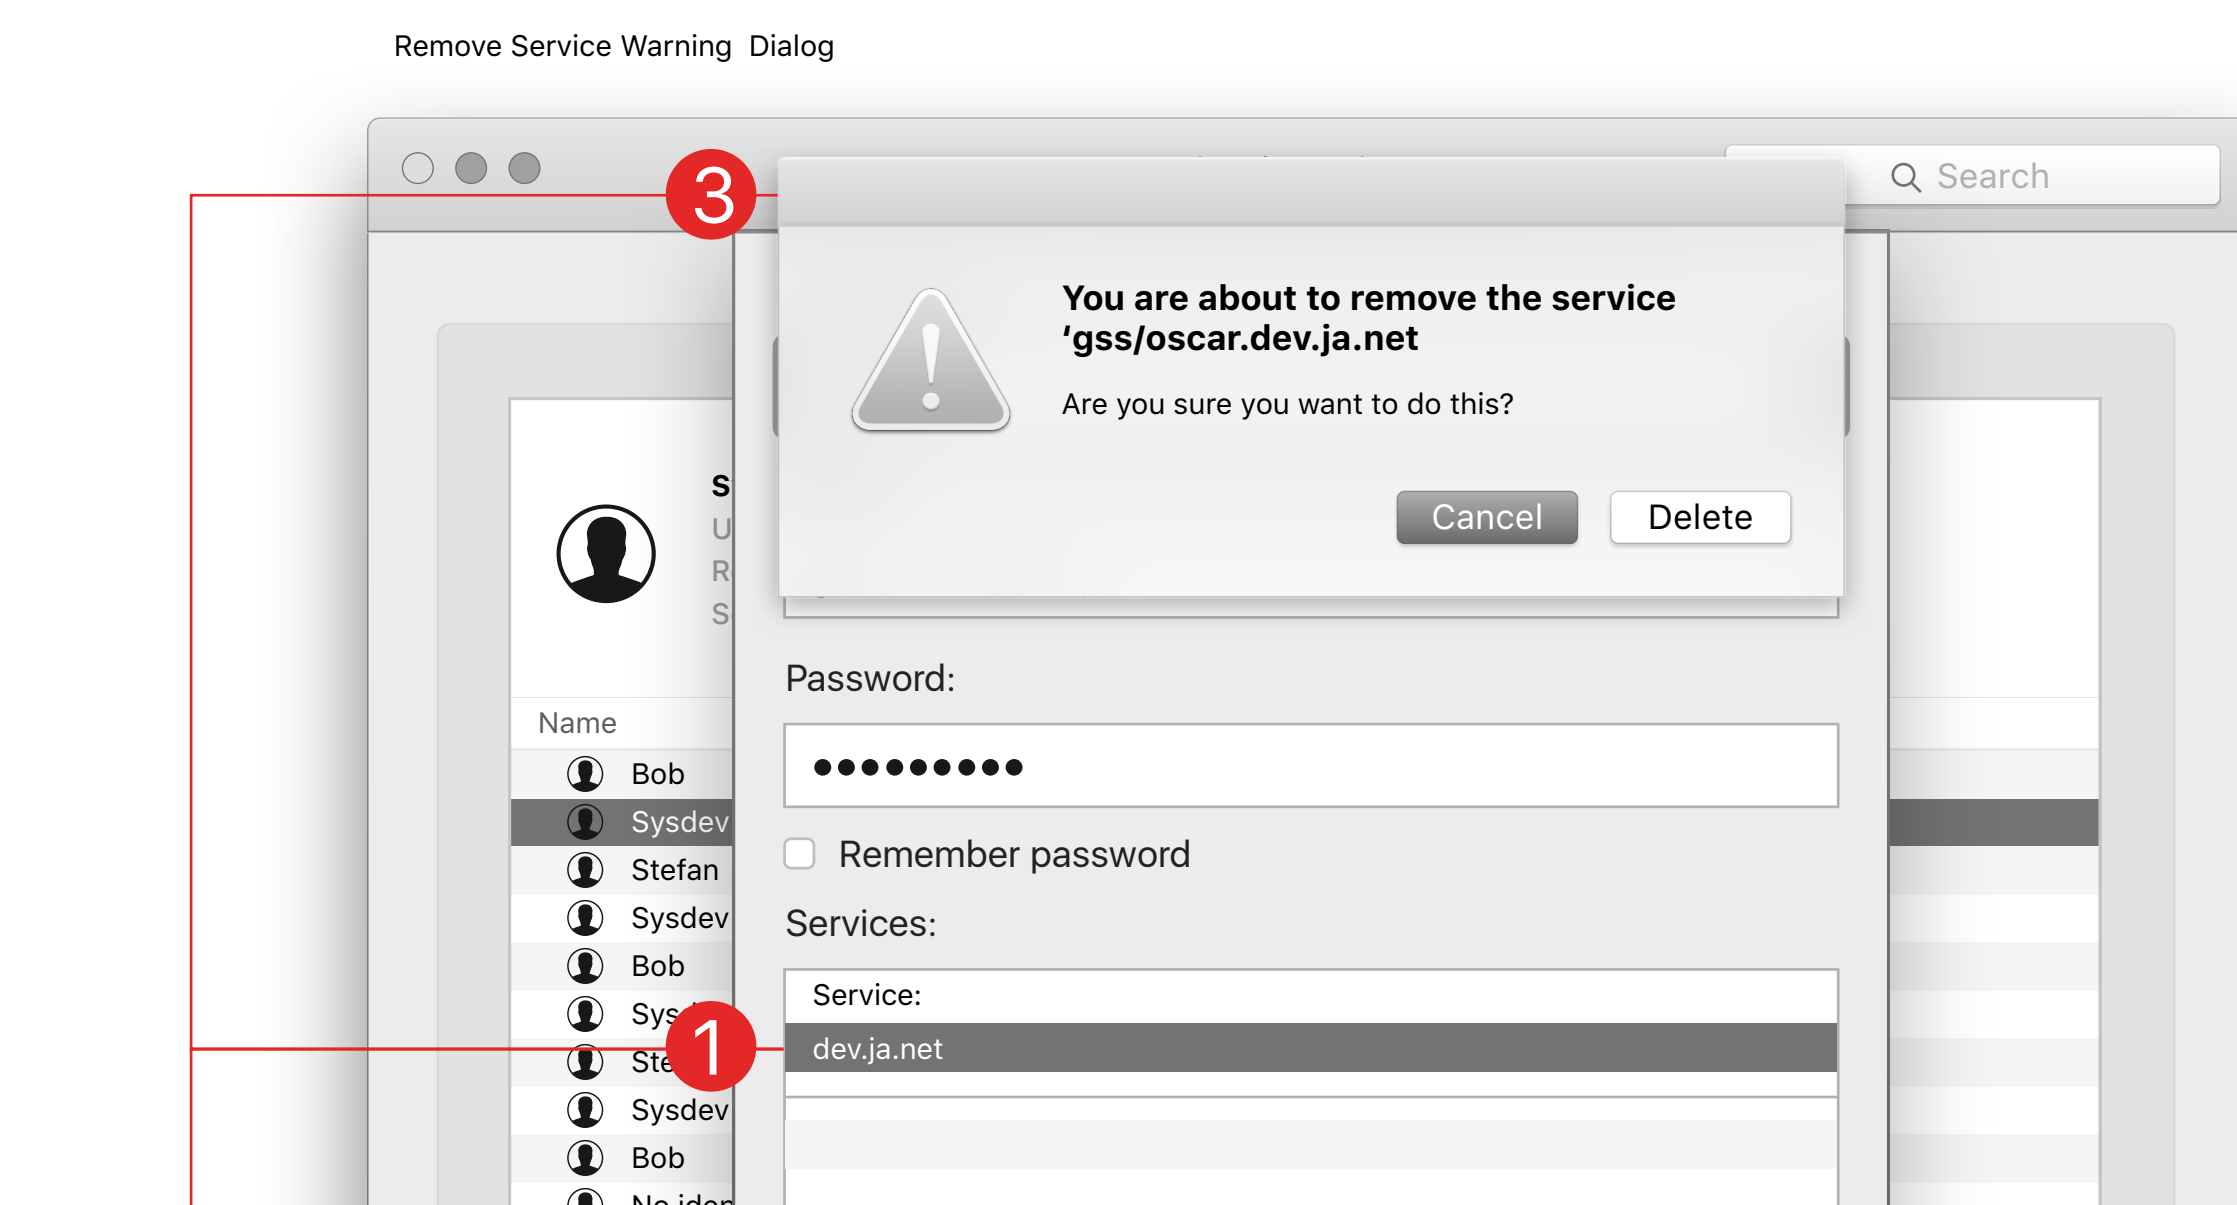 Remove Service Warning Dialog
3
Search
You are about to remove the service
‘gss/oscar.dev.ja.net
Are you sure you want to do this?
Cancel
Delete
Password:
Remember password
Services:
Service:
dev.ja.net
1
Name
Bob
Sysdev
Stefan
Sysdev
Bob
Sysdev
Bob